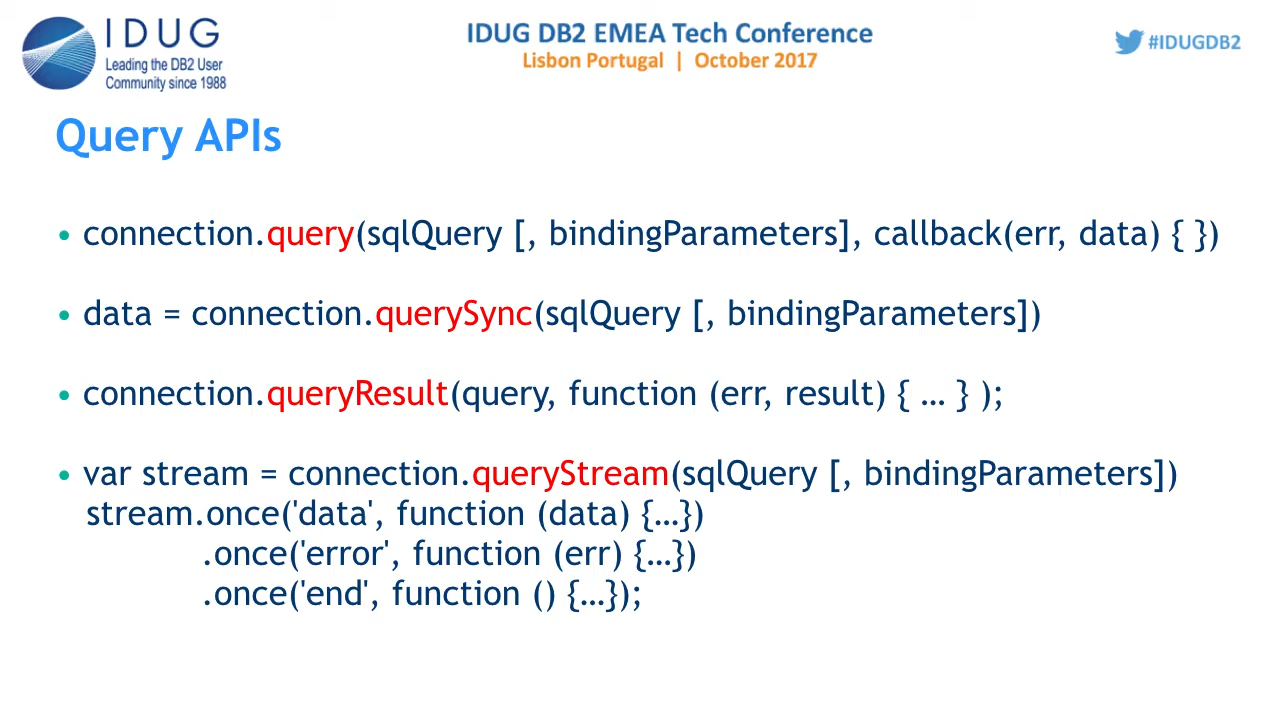 IDUG
Leading the DB2 User
Community since 1988
IDUG DB2 EMEA Tech Conference
Lisbon Portugal | October 2017
#IDUGDB2
Query APIs
• connection.query(sqlQuery [, bindingParameters], callback(err, data) { })
• data = connection.querySync(sqlQuery [, bindingParameters])
• connection.queryResult(query, function (err, result) { … } );
• var stream = connection.queryStream(sqlQuery [, bindingParameters])
stream.once('data', function (data) {…})
.once('error', function (err) {…})
.once('end', function () {…});